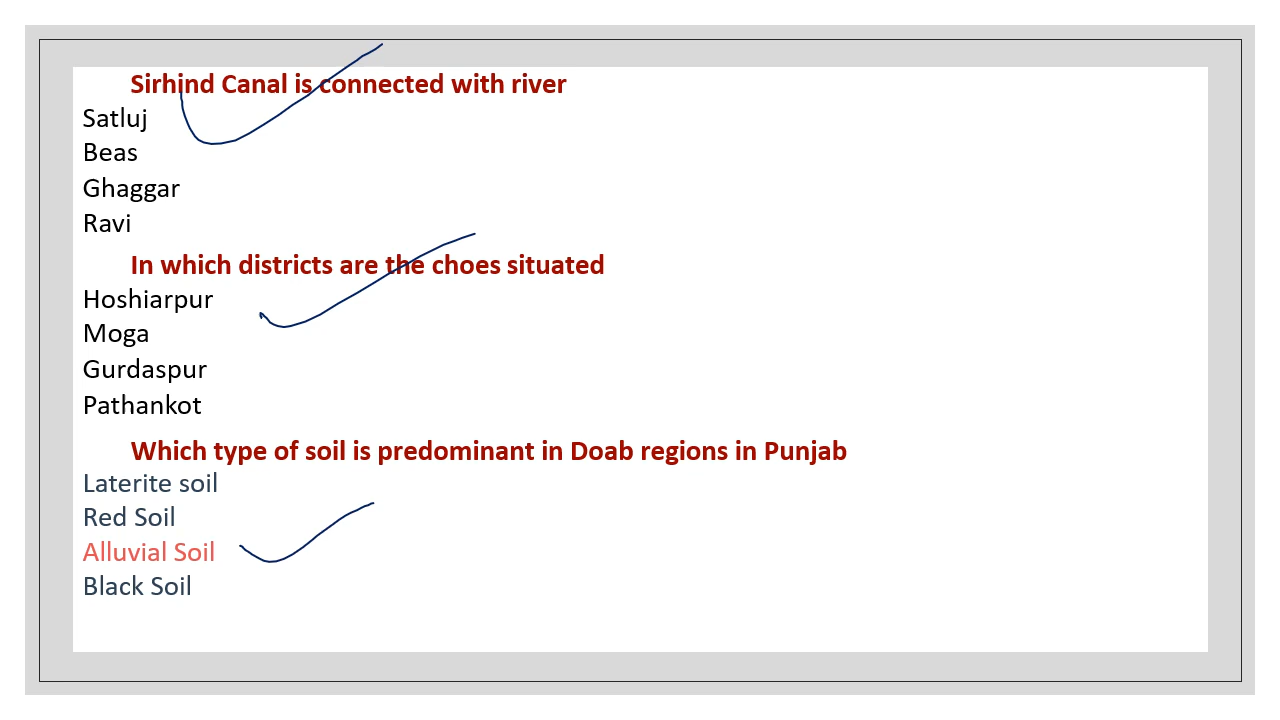 Sirhind Canal is connected with river
Satluj
Beas
Ghaggar
Ravi
In which districts are the choes situated
Hoshiarpur
Moga
Gurdaspur
Pathankot
Which type of soil is predominant in Doab regions in Punjab
Laterite soil
Red Soil
Alluvial Soil
Black Soil